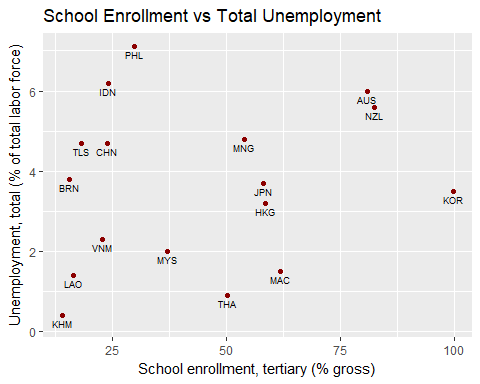 School Enrollment vs Total Unemployment
Unemployment, total (% of total labor force)
6
4
2
0
PHL
IDN
AUS
NZL
TLS
CHN
MNG
BRN
JPN
KOR
HKG
VNM
MYS
LAO
MAC
THA
KHM
25
50
75
100
School enrollment, tertiary (% gross)